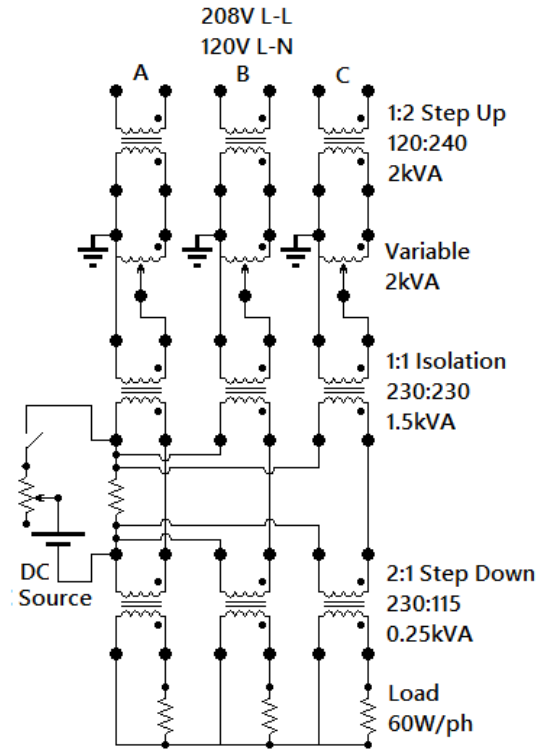 208V L-L
120V L-N
A
B
C
1:2 Step Up
120:240
2kVA
Variable
2kVA
1:1 Isolation
230:230
1.5kVA
DC
Source
2:1 Step Down
230:115
0.25kVA
Load
60W/ph